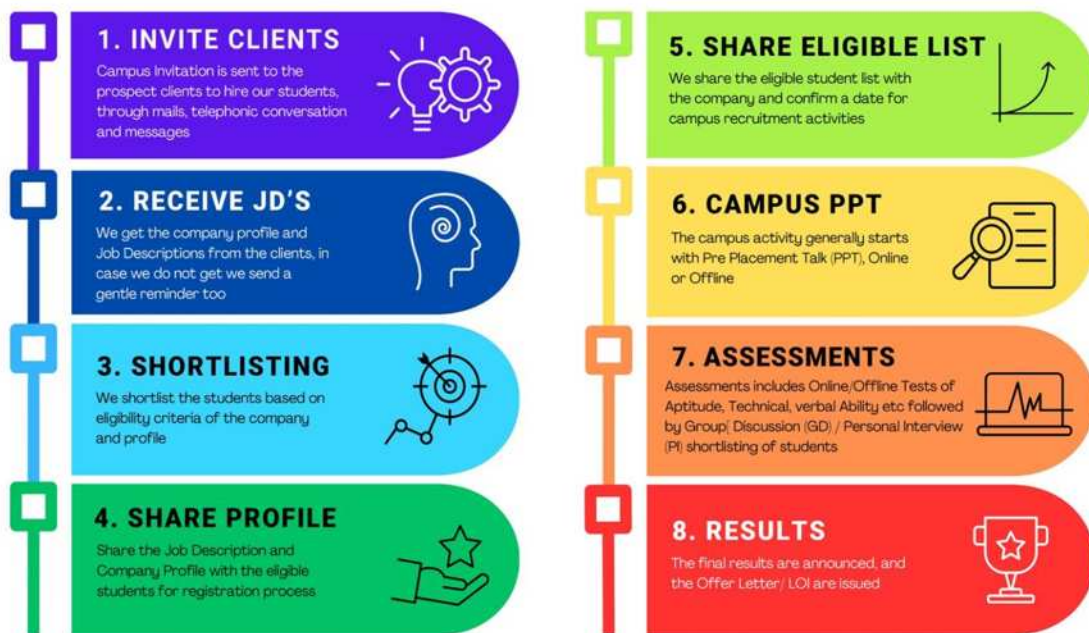 1. INVITE CLIENTS
Campus Invitation is sent to the
prospect clients to hire our students,
through mails, telephonic conversation
and messages
2. RECEIVE JD'S
We get the company profile and
Job Descriptions from the clients, in
case we do not get we send a
gentle reminder too
3. SHORTLISTING
We shortlist the students based on
eligibility criteria of the company
and profile
4. SHARE PROFILE
Share the Job Description and
Company Profile with the eligible
students for registration process
5. SHARE ELIGIBLE LIST
We share the eligible student list with
the company and confirm a date for
campus recruitment activities
6. CAMPUS PPT
The campus activity generally starts
with Pre Placement Talk (PPT), Online
or Offline
7. ASSESSMENTS
Assessments includes Online/Offline Tests of
Aptitude, Technical, verbal Ability etc followed
by Group[ Discussion (GD) / Personal Interview
(PI) shortlisting of students
8. RESULTS
The final results are announced, and
the Offer Letter/ LOI are issued